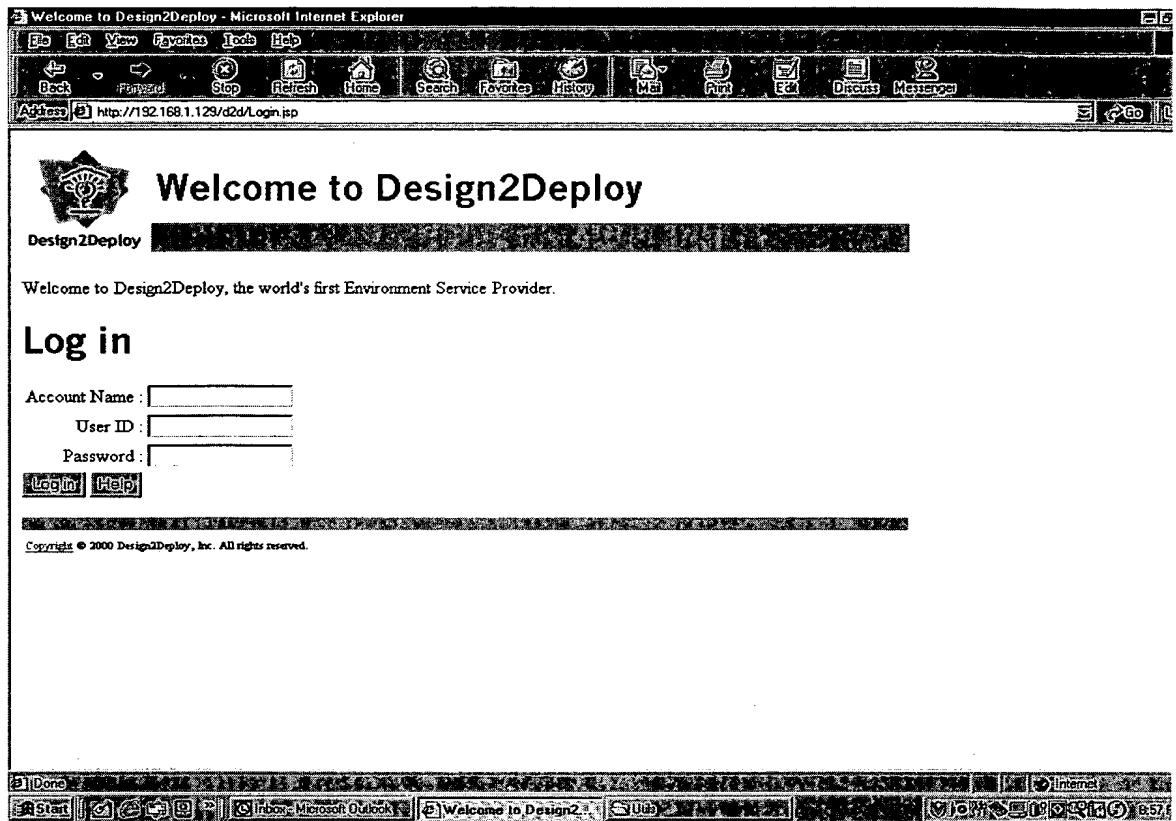 Welcome to Design2Deploy - Microsoft Internet Explorer
File Edit View Favorites Tools Help
Back Forward Stop Refresh Home Search Favorites History Mail Print Edit Discuss Messenger
Address http://192.168.1.129/d2d/Login.jsp Go
Welcome to Design2Deploy
Design2Deploy
Welcome to Design2Deploy, the world's first Environment Service Provider.
Log in
Account Name :
User ID :
Password :
Log in Help
Copyright © 2000 Design2Deploy, Inc. All rights reserved.
Done Internet
Start Inbox - Microsoft Outlook Welcome to Design2... 8:57